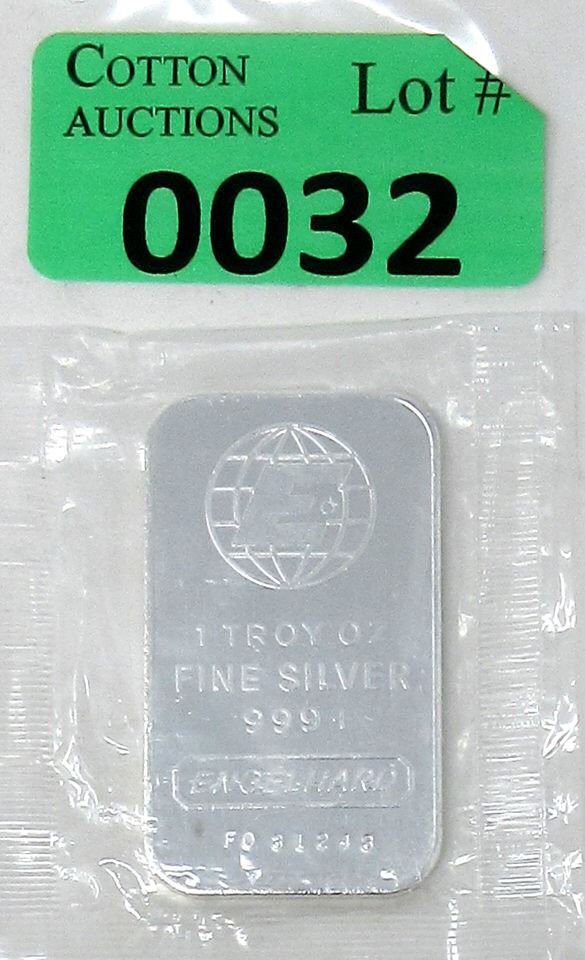 COTTON
AUCTIONS
Lot #
0032
E
1 TROY OZ
FINE SILVER
999+
ENGELHARD